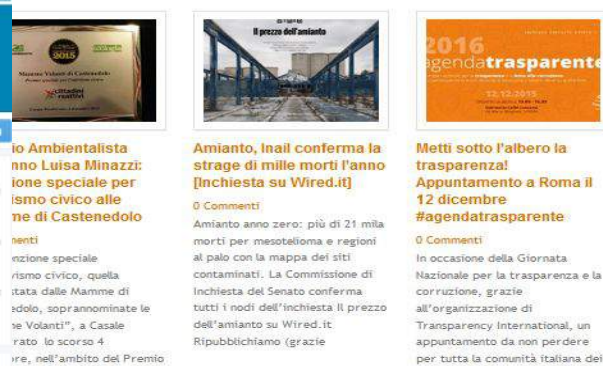 2015
Mamme Volanti di Castenedolo
cittadini
reattivi
io Ambientalista
nno Luisa Minazzi:
ione speciale per
ismo civico alle
me di Castenedolo
menti
nzione speciale
vismo civico, quella
stata dalle Mamme di
edolo, soprannominate le
ne Volanti", a Casale
rrato lo scorso 4
re, nell'ambito del Premio
Il prezzo dell'amianto
Amianto, Inail conferma la
strage di mille morti l'anno
[Inchiesta su Wired.it]
0 Commenti
Amianto anno zero: più di 21 mila
morti per mesotelioma e regioni
al palo con la mappa dei siti
contaminati. La Commissione di
Inchiesta del Senato conferma
tutti i nodi dell'inchiesta Il prezzo
dell'amianto su Wired.it
Ripubblichiamo (grazie
2016
agendatrasparente
12.12.2015
Metti sotto l'albero la
trasparenza!
Appuntamento a Roma il
12 dicembre
#agendatrasparente
0 Commenti
In occasione della Giornata
Nazionale per la trasparenza e la
corruzione, grazie
all'organizzazione di
Transparency International, un
appuntamento da non perdere
per tutta la comunità italiana dei